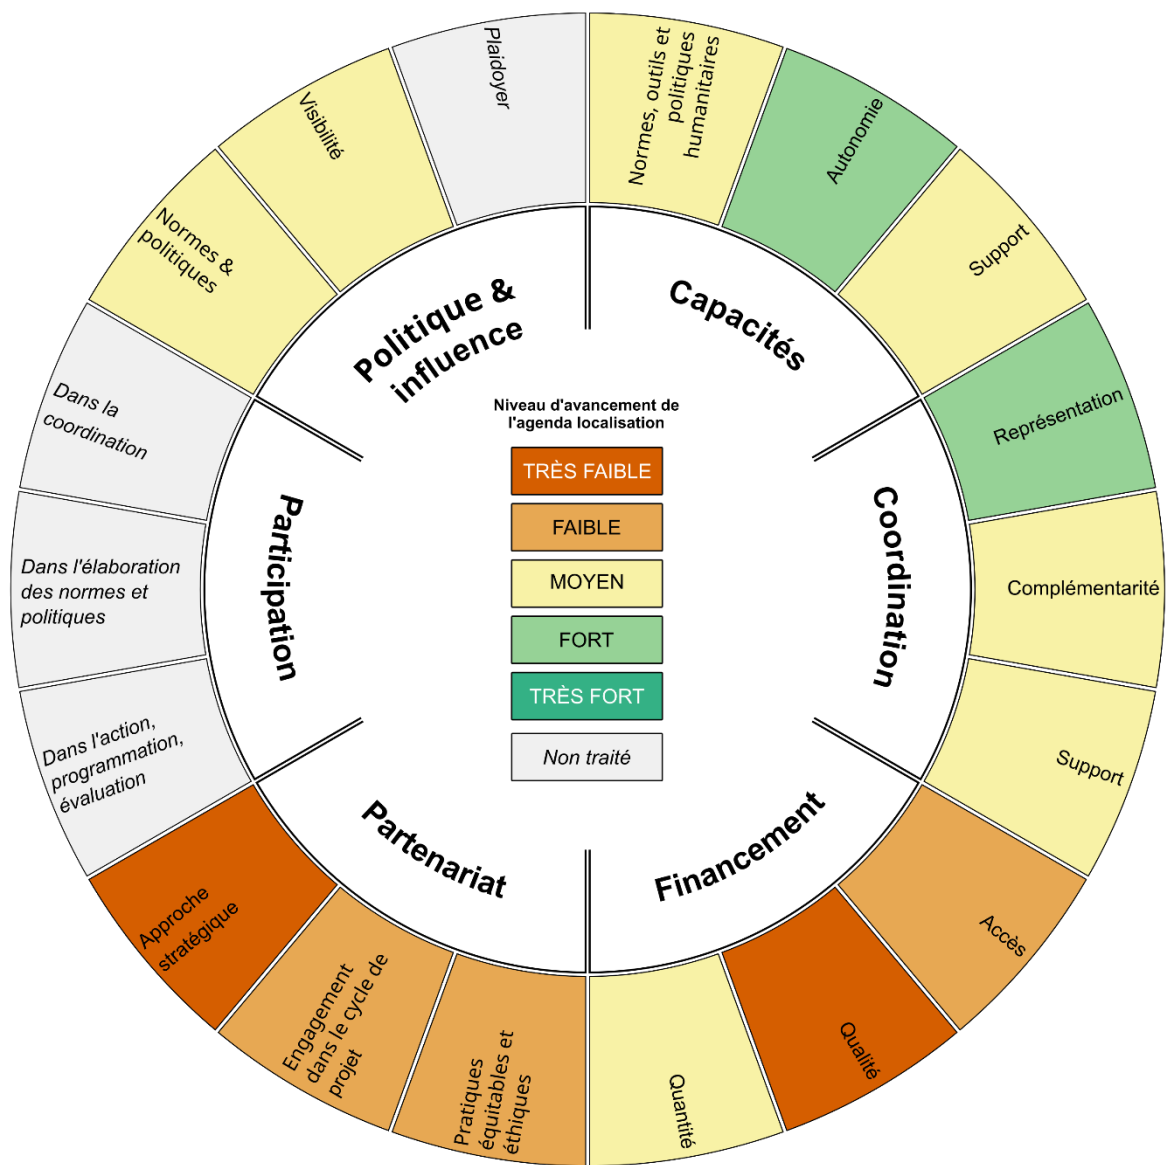 Plaidoyer
Normes, outils et
politiques
humanitaires
Autonomie
Support
Représentation
Complémentarité
Support
Accès
Qualité
Quantité
Pratiques
équitables et
éthiques
Engagement
dans le cycle de
projet
Approche
stratégique
Dans l'action,
programmation,
évaluation
Dans l'élaboration
des normes et
politiques
Dans la
coordination
Normes &
politiques
Visibilité
Politique &
influence
Capacités
Coordination
Financement
Partenariat
Participation
Niveau d'avancement de
l'agenda localisation
TRÈS FAIBLE
FAIBLE
MOYEN
FORT
TRÈS FORT
Non traité